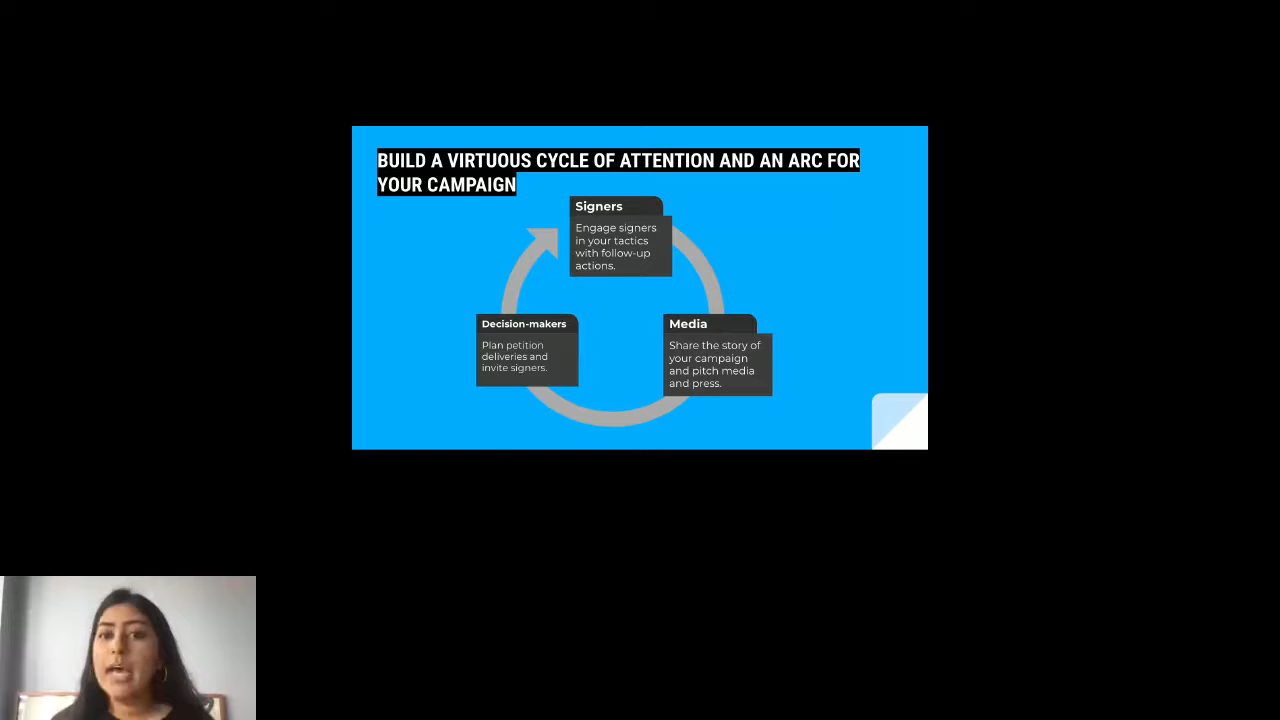 BUILD A VIRTUOUS CYCLE OF ATTENTION AND AN ARC FOR
YOUR CAMPAIGN
Signers
Engage signers
in your tactics
with follow-up
actions.
Decision-makers
Plan petition
deliveries and
invite signers.
Media
Share the story of
your campaign
and pitch media
and press.